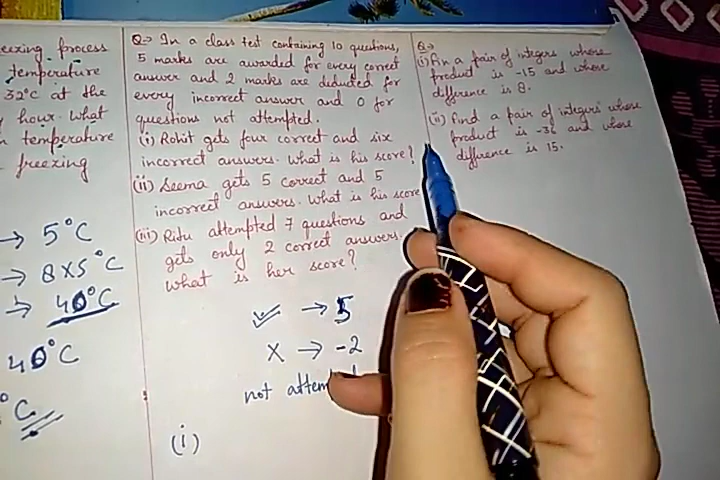 freezing process
temperature
32°C at the
hour. what
temperature
freezing
→ 5°C
→ 8×5°C
→ 40°C
40°C
°C
Q→ In a class test containing 10 questions,
5 marks are awarded for every correct
answer and 2 marks are deducted for
every incorrect answer and 0 for
questions not attempted.
(i) Rohit gets four correct and six
incorrect answers. What is his score?
(ii) Seema gets 5 correct and 5
incorrect answers. What is his score
(iii) Ritu attempted 7 questions and
gets only 2 correct answers.
What is her score?
✓ → 5
× → -2
not attem
(i)
Q→
(i) Find a pair of integers whose
product is -15 and whose
difference is 8.
(ii) Find a pair of integers whose
product is -36 and whose
difference is 15.